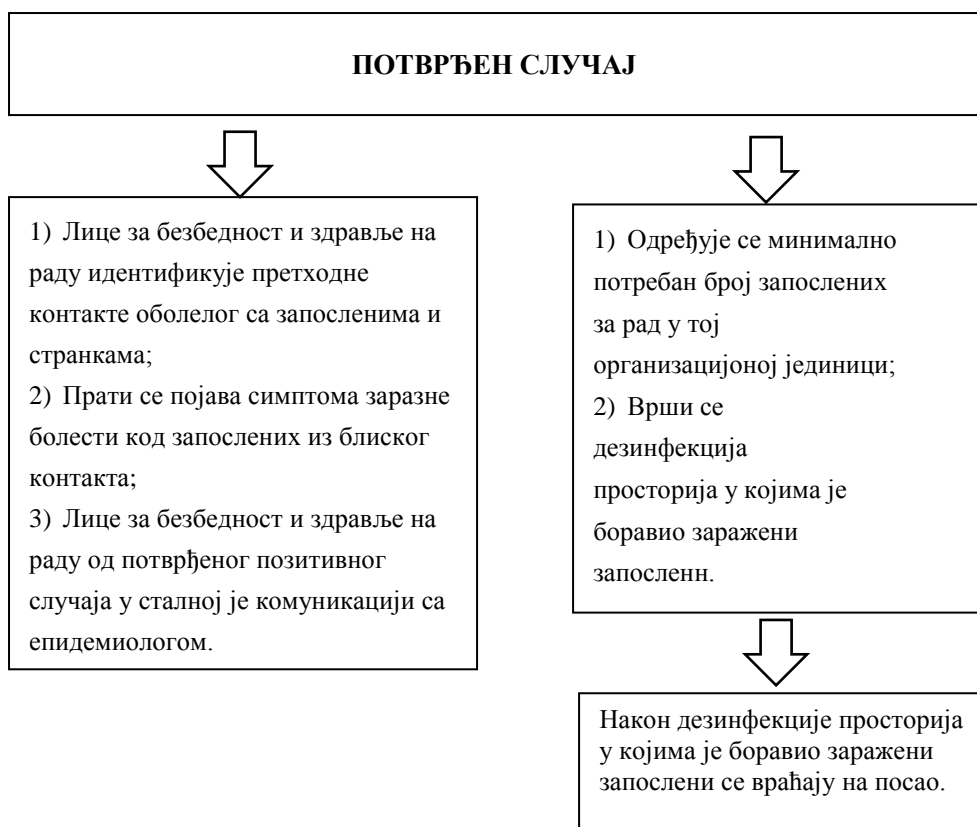 ПОТВРЂЕН СЛУЧАЈ
1) Лице за безбедност и здравље на
раду идентификује претходне
контакте оболелог са запосленима и
странкама;
2) Прати се појава симптома заразне
болести код запослених из блиског
контакта;
3) Лице за безбедност и здравље на
раду од потврђеног позитивног
случаја у сталној је комуникацији са
епидемиологом.
1) Одређује се минимално
потребан број запослених
за рад у тој
организацијоној јединици;
2) Врши се
дезинфекција
просторија у којима је
боравио заражени
запосленн.
Након дезинфекције просторија
у којима је боравио заражени
запослени се враћају на посао.